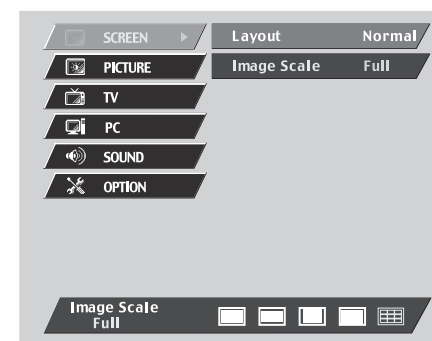 SCREEN
PICTURE
TV
PC
SOUND
OPTION
Layout Normal
Image Scale Full
Image Scale
Full